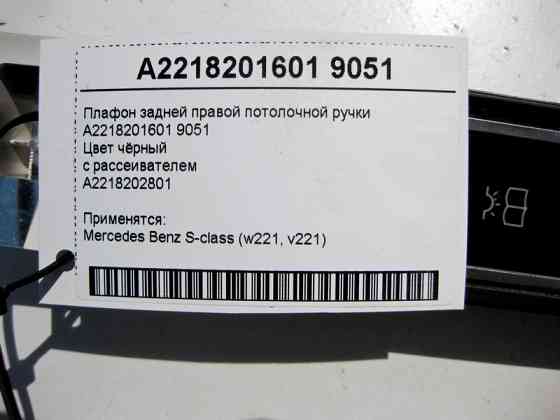 A2218201601 9051
Плафон задней правой потолочной ручки
A2218201601 9051
Цвет чёрный
с рассеивателем
A2218202801
Применятся:
Mercedes Benz S-class (w221, v221)